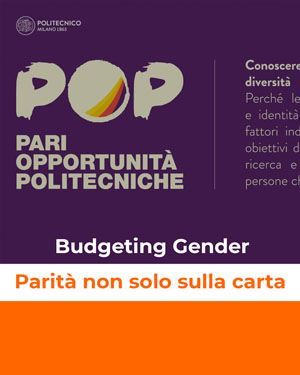 POLITECNICO
MILANO 1863
POP
PARI
OPPORTUNITÀ
POLITECNICHE
Conoscere
diversità
Perché le
e identità
fattori ind
obiettivi d
ricerca e
persone ch
Budgeting Gender
Parità non solo sulla carta